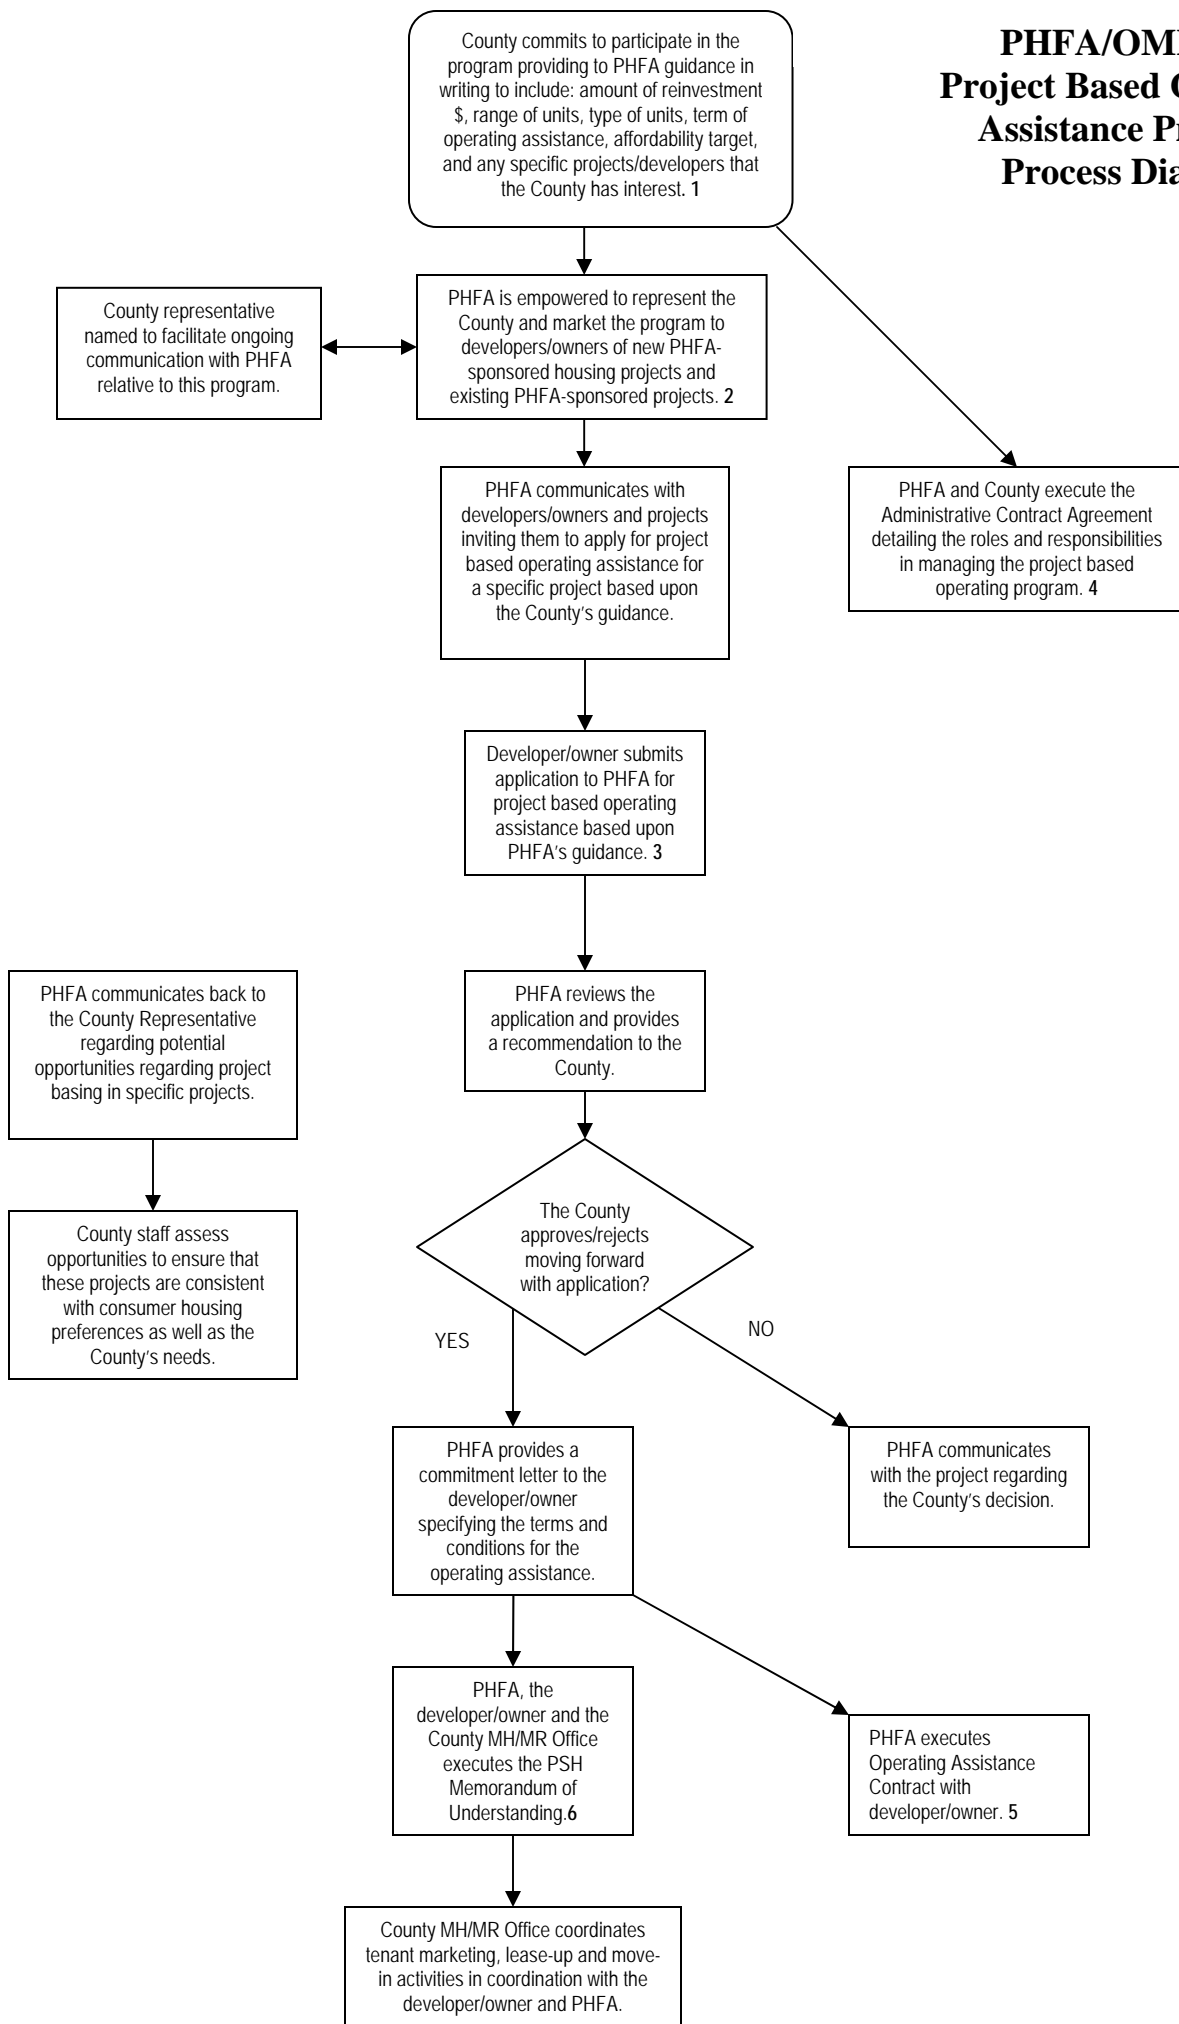 County commits to participate in the
program providing to PHFA guidance in
writing to include: amount of reinvestment
$, range of units, type of units, term of
operating assistance, affordability target,
and any specific projects/developers that
the County has interest. 1
PHFA/OM
Project Based
Assistance
Process
County representative
named to facilitate ongoing
communication with PHFA
relative to this program.
PHFA is empowered to represent the
County and market the program to
developers/owners of new PHFA-
sponsored housing projects and
existing PHFA-sponsored projects. 2
PHFA communicates with
developers/owners and projects
inviting them to apply for project
based operating assistance for
a specific project based upon
the County's guidance.
PHFA and County execute the
Administrative Contract Agreement
detailing the roles and responsibilities
in managing the project based
operating program. 4
Developer/owner submits
application to PHFA for
project based operating
assistance based upon
PHFA's guidance. 3
PHFA communicates back to
the County Representative
regarding potential
opportunities regarding project
basing in specific projects.
PHFA reviews the
application and provides
a recommendation to the
County.
County staff assess
opportunities to ensure that
these projects are consistent
with consumer housing
preferences as well as the
County's needs.
The County
approves/rejects
moving forward
with application?
YES
NO
PHFA provides a
commitment letter to the
developer/owner
specifying the terms and
conditions for the
operating assistance.
PHFA communicates
with the project regarding
the County's decision.
PHFA, the
developer/owner and the
County MH/MR Office
executes the PSH
Memorandum of
Understanding.6
PHFA executes
Operating Assistance
Contract with
developer/owner. 5
County MH/MR Office coordinates
tenant marketing, lease-up and move-
in activities in coordination with the
developer/owner and PHFA.